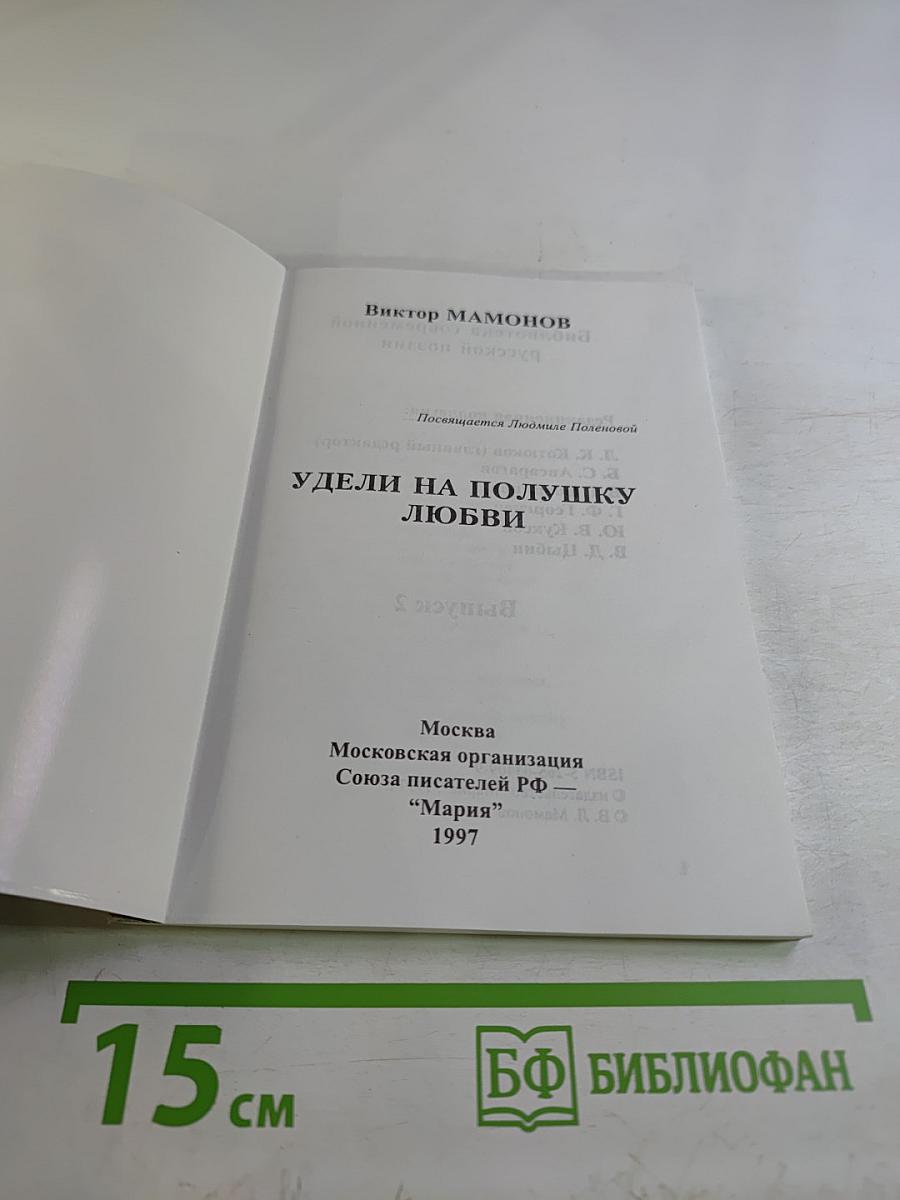 Виктор МАМОНОВ
Посвящается Людмиле Поленовой
УДЕЛИ НА ПОЛУШКУ
ЛЮБВИ
Москва
Московская организация
Союза писателей РФ —
“Мария”
1997
15 см
БФ БИБЛИОФАН